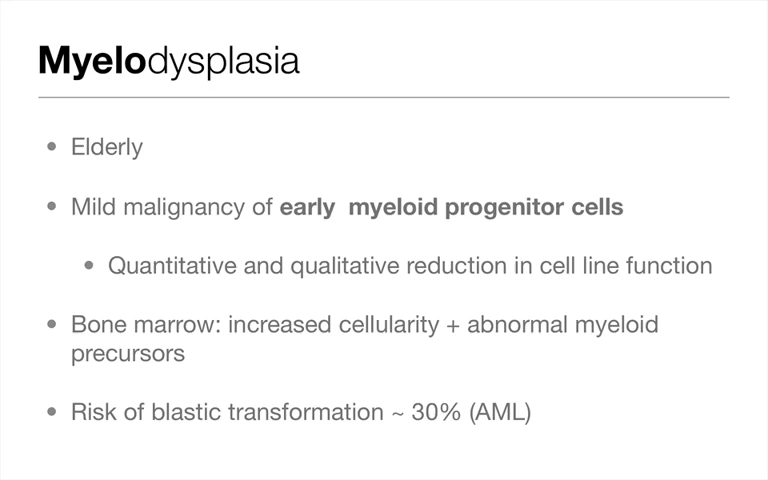 Myelodysplasia
• Elderly
• Mild malignancy of early myeloid progenitor cells
• Quantitative and qualitative reduction in cell line function
• Bone marrow: increased cellularity + abnormal myeloid
precursors
• Risk of blastic transformation ~ 30% (AML)